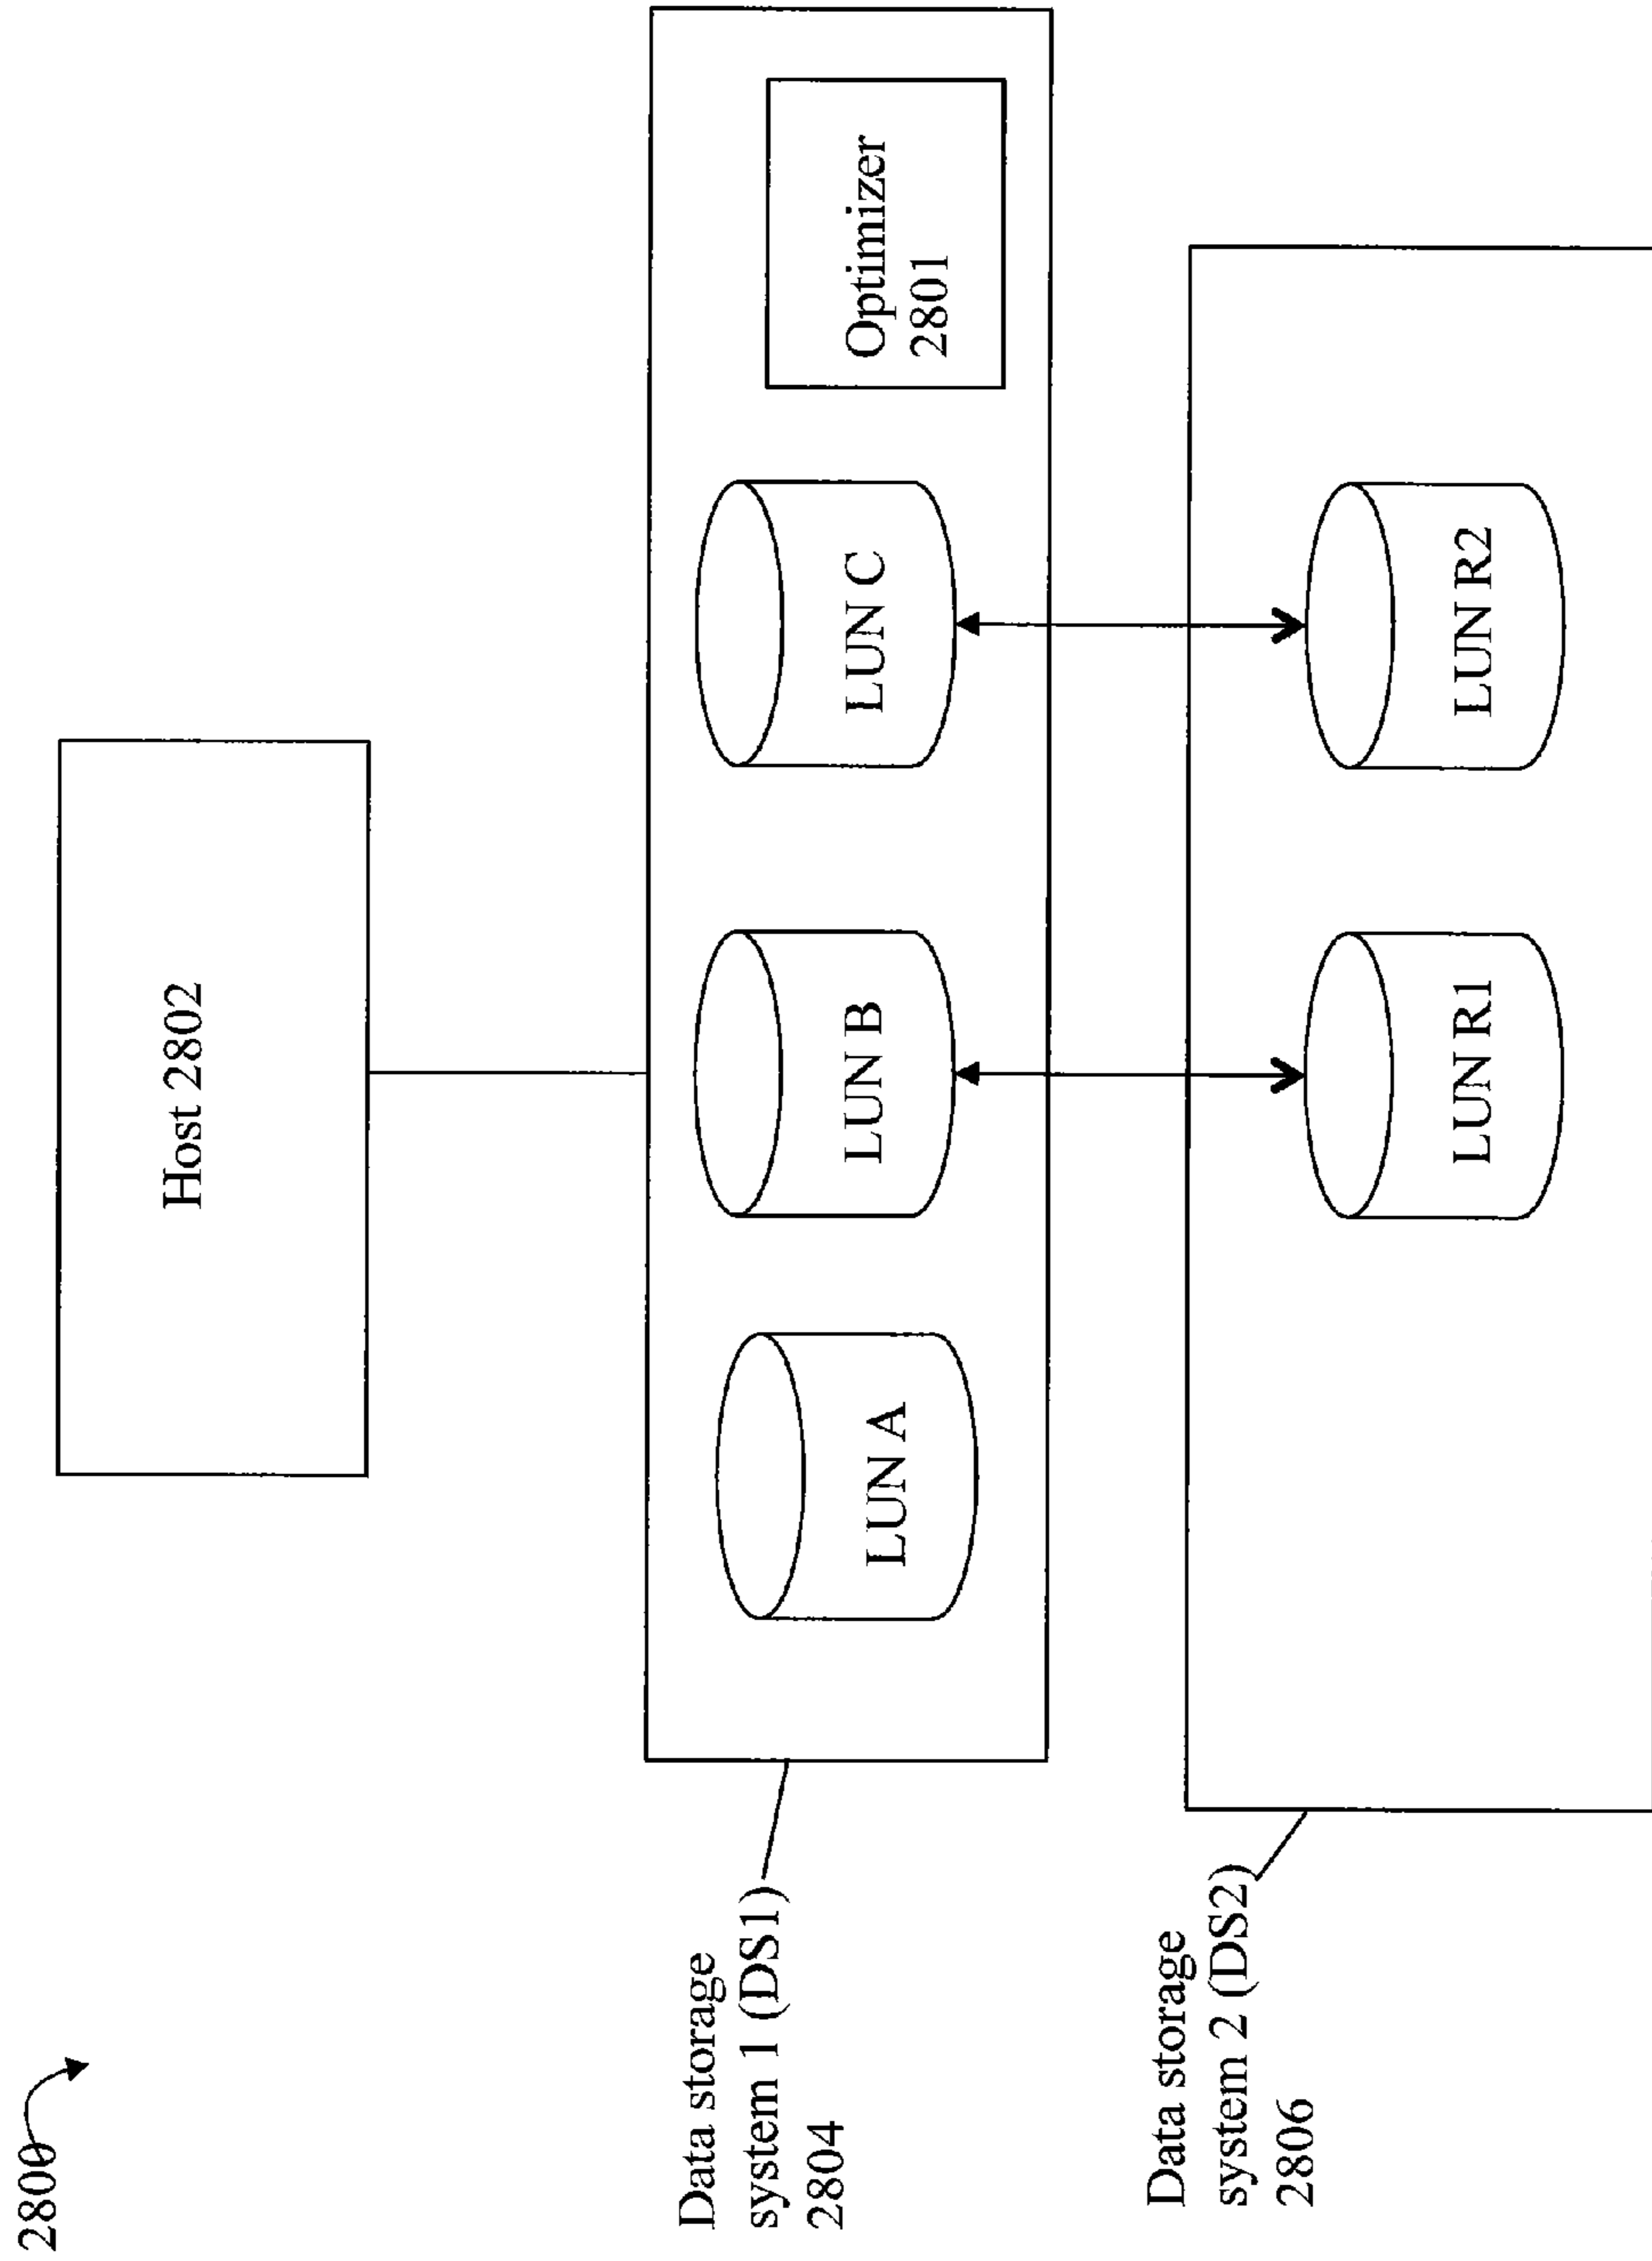 2800
Host 2802
Data storage
system 1 (DS1)
2804
LUN A
LUN B
LUN C
Optimizer
2801
Data storage
system 2 (DS2)
2806
LUN R1
LUN R2